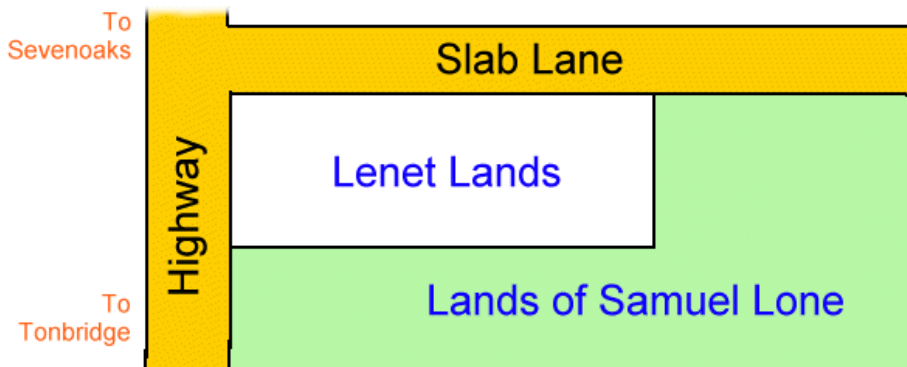 To
Sevenoaks
Slab Lane
Highway
Lenet Lands
To
Tonbridge
Lands of Samuel Lone